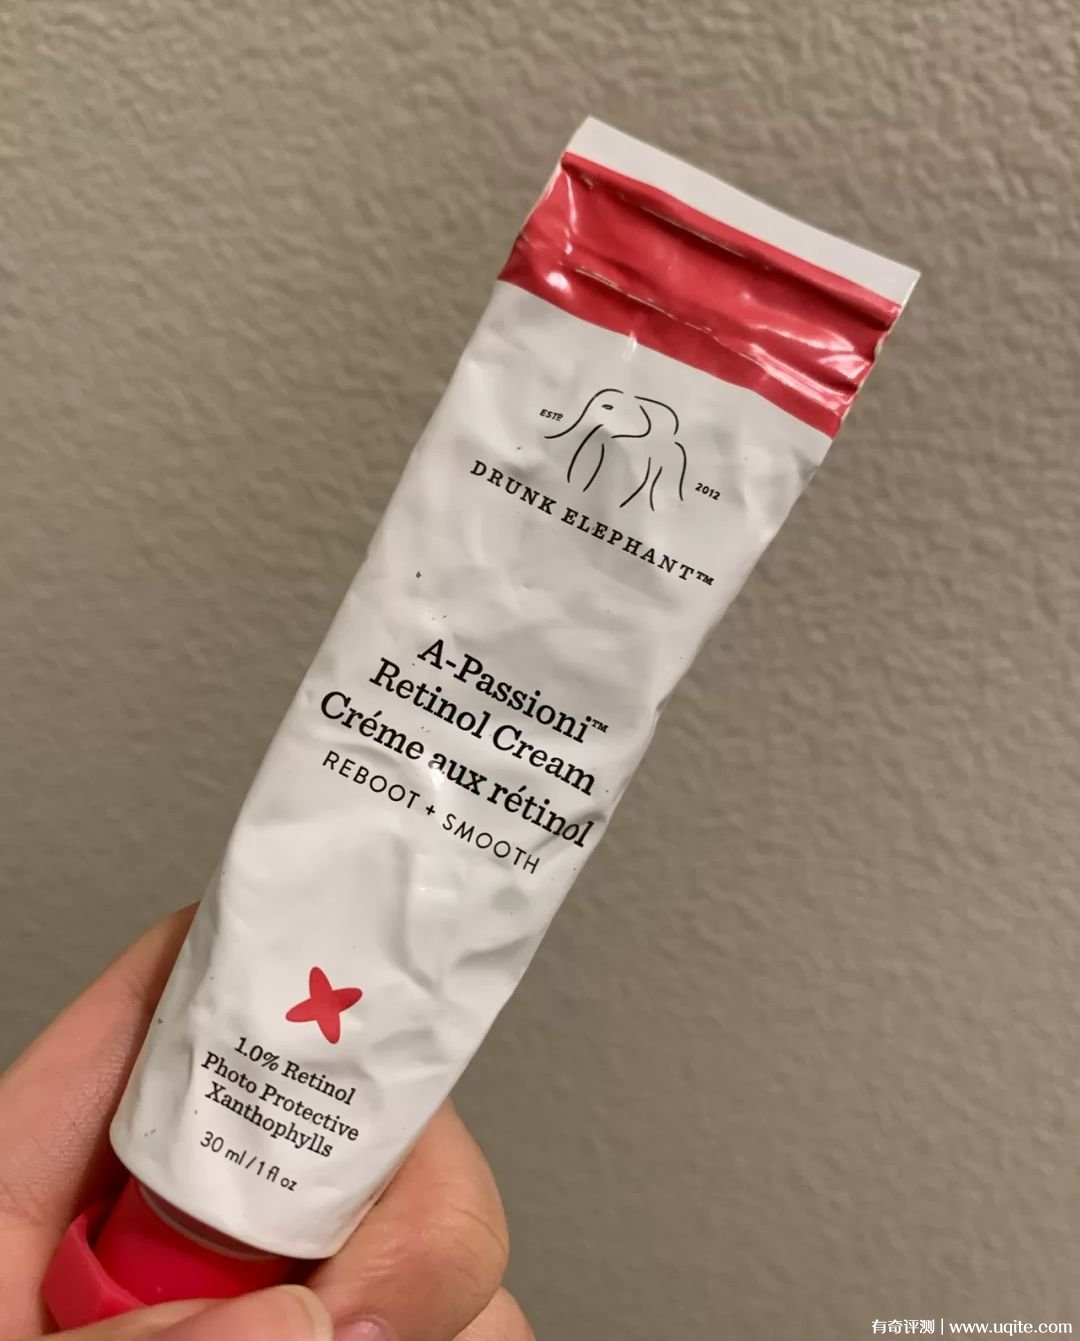 ESTD
2012
DRUNK ELEPHANT™
A-Passioni™
Retinol Cream
Créme aux rétinol
REBOOT + SMOOTH
1.0% Retinol
Photo Protective
Xanthophylls
30 ml / 1 fl oz
有奇评测 | www.uqite.com